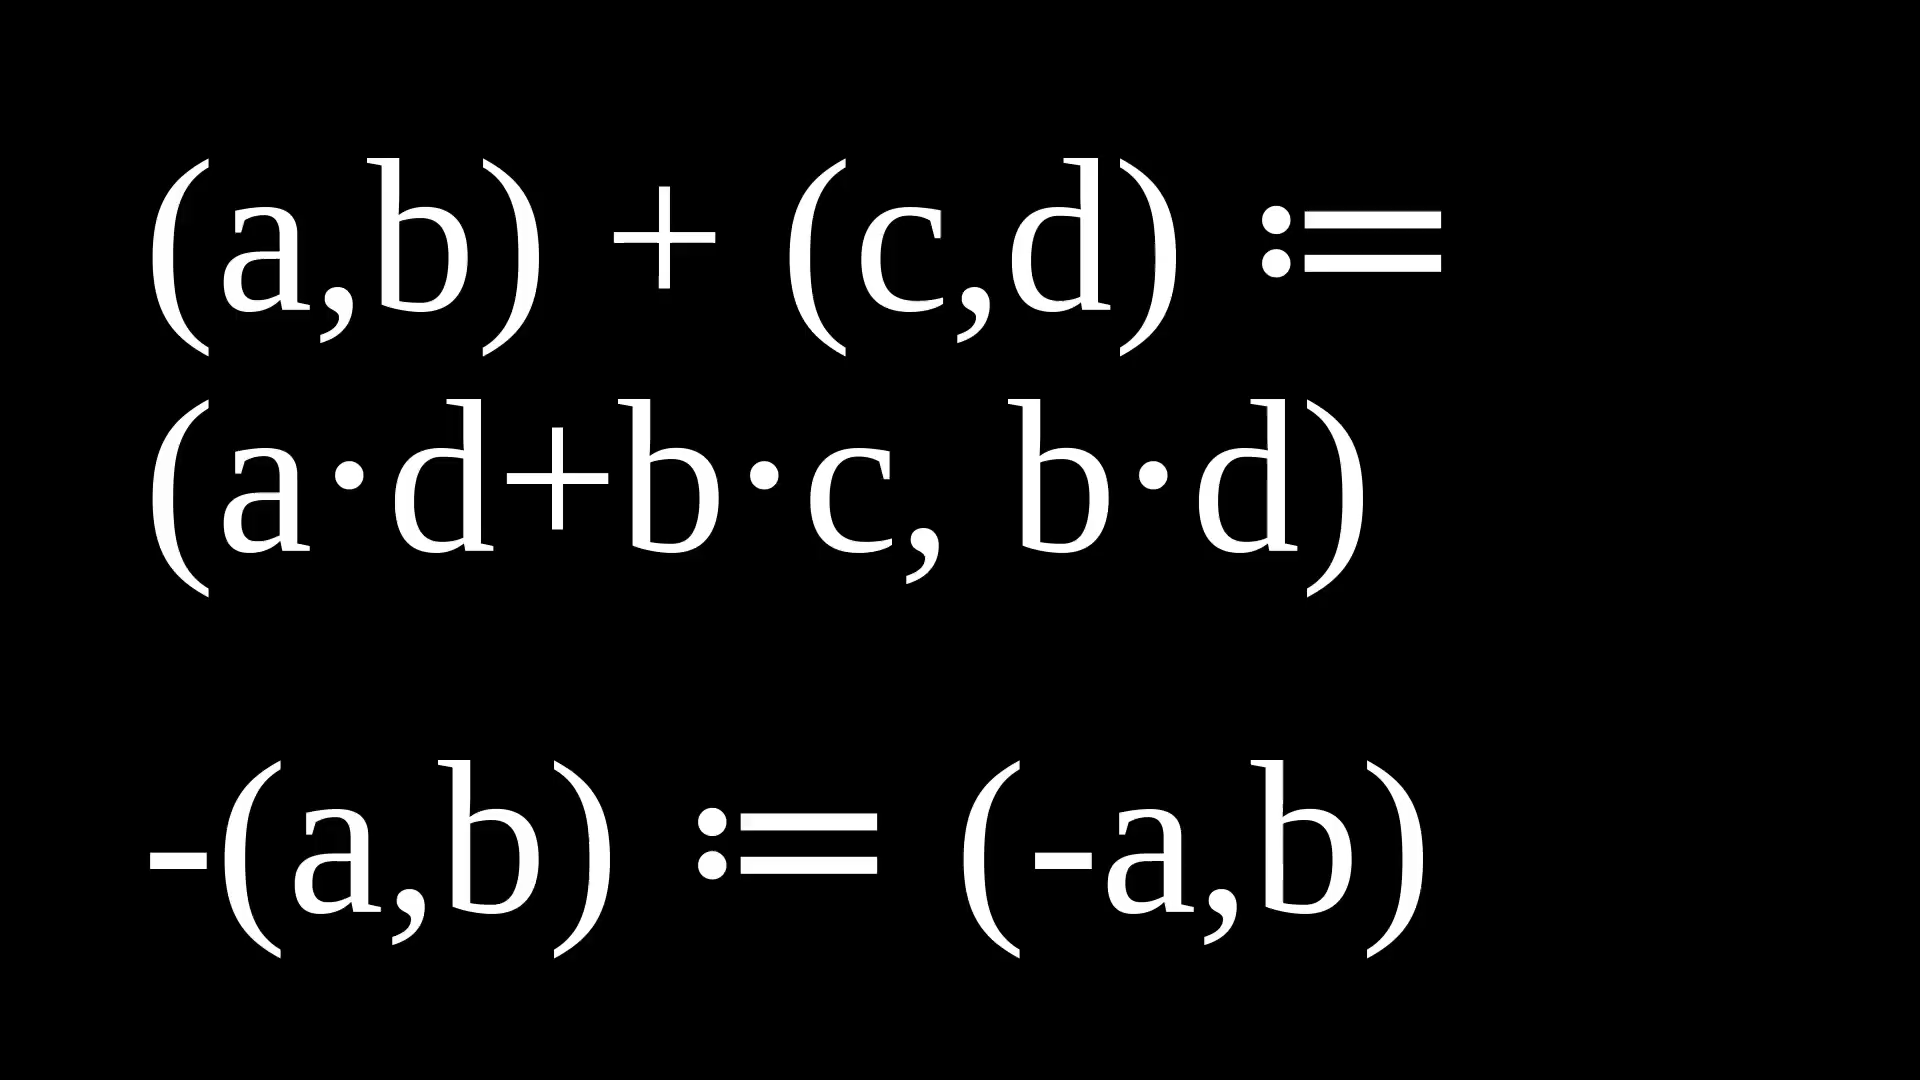 (a,b) + (c,d) ≔
(a·d+b·c, b·d)
-(a,b) ≔ (-a,b)